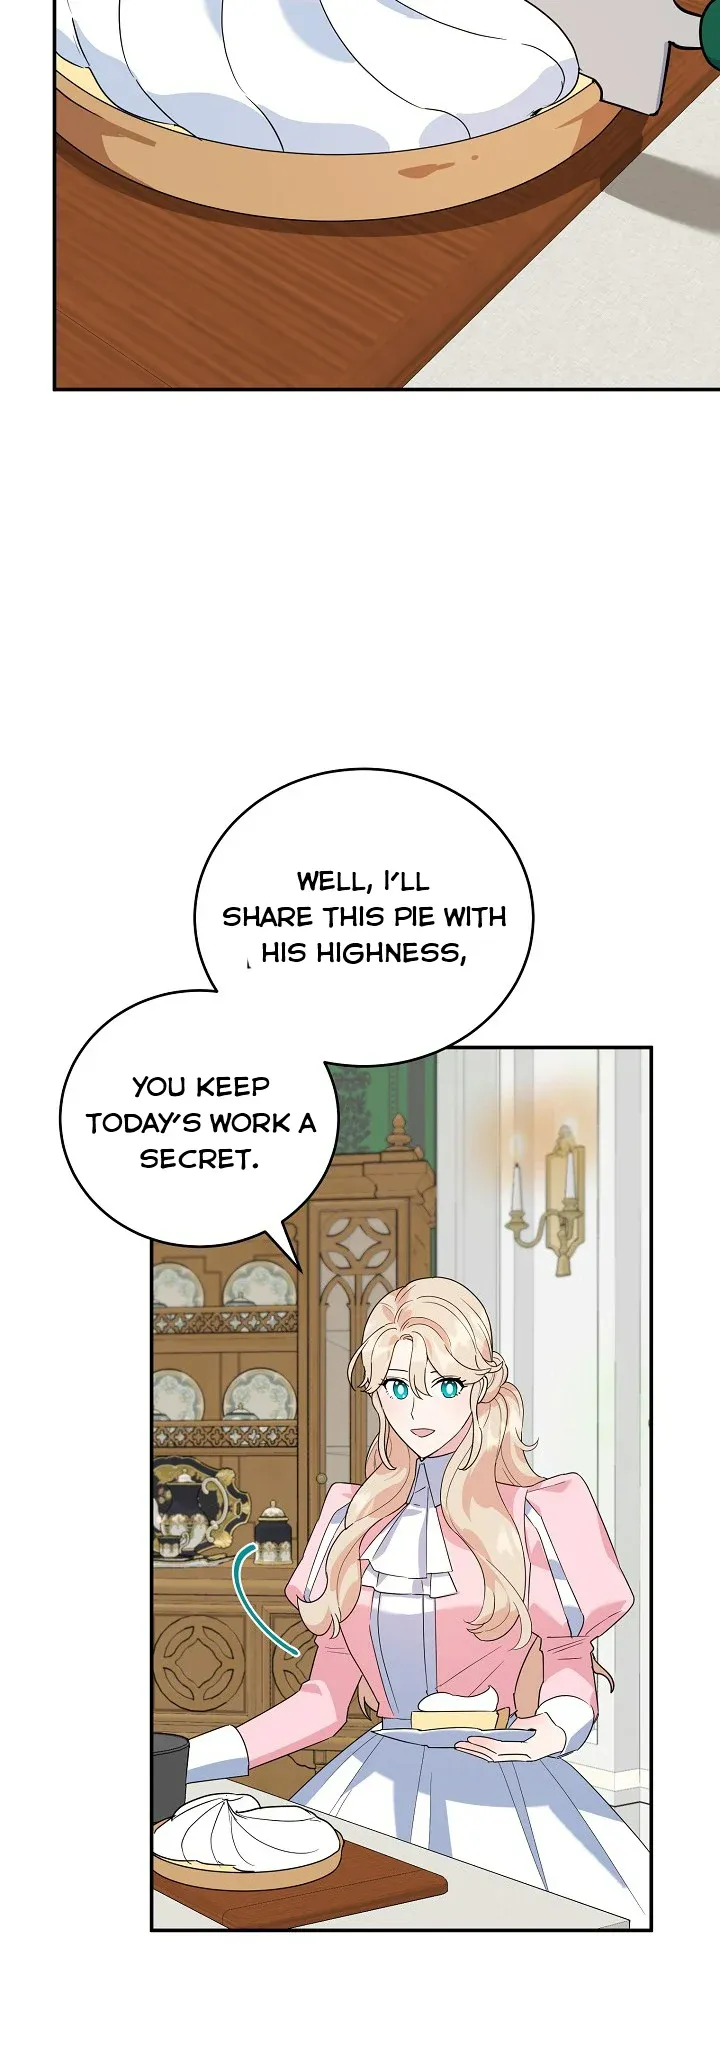 WELL, I'LL
SHARE THIS PIE WITH
HIS HIGHNESS,
YOU KEEP
TODAY'S WORK A
SECRET.